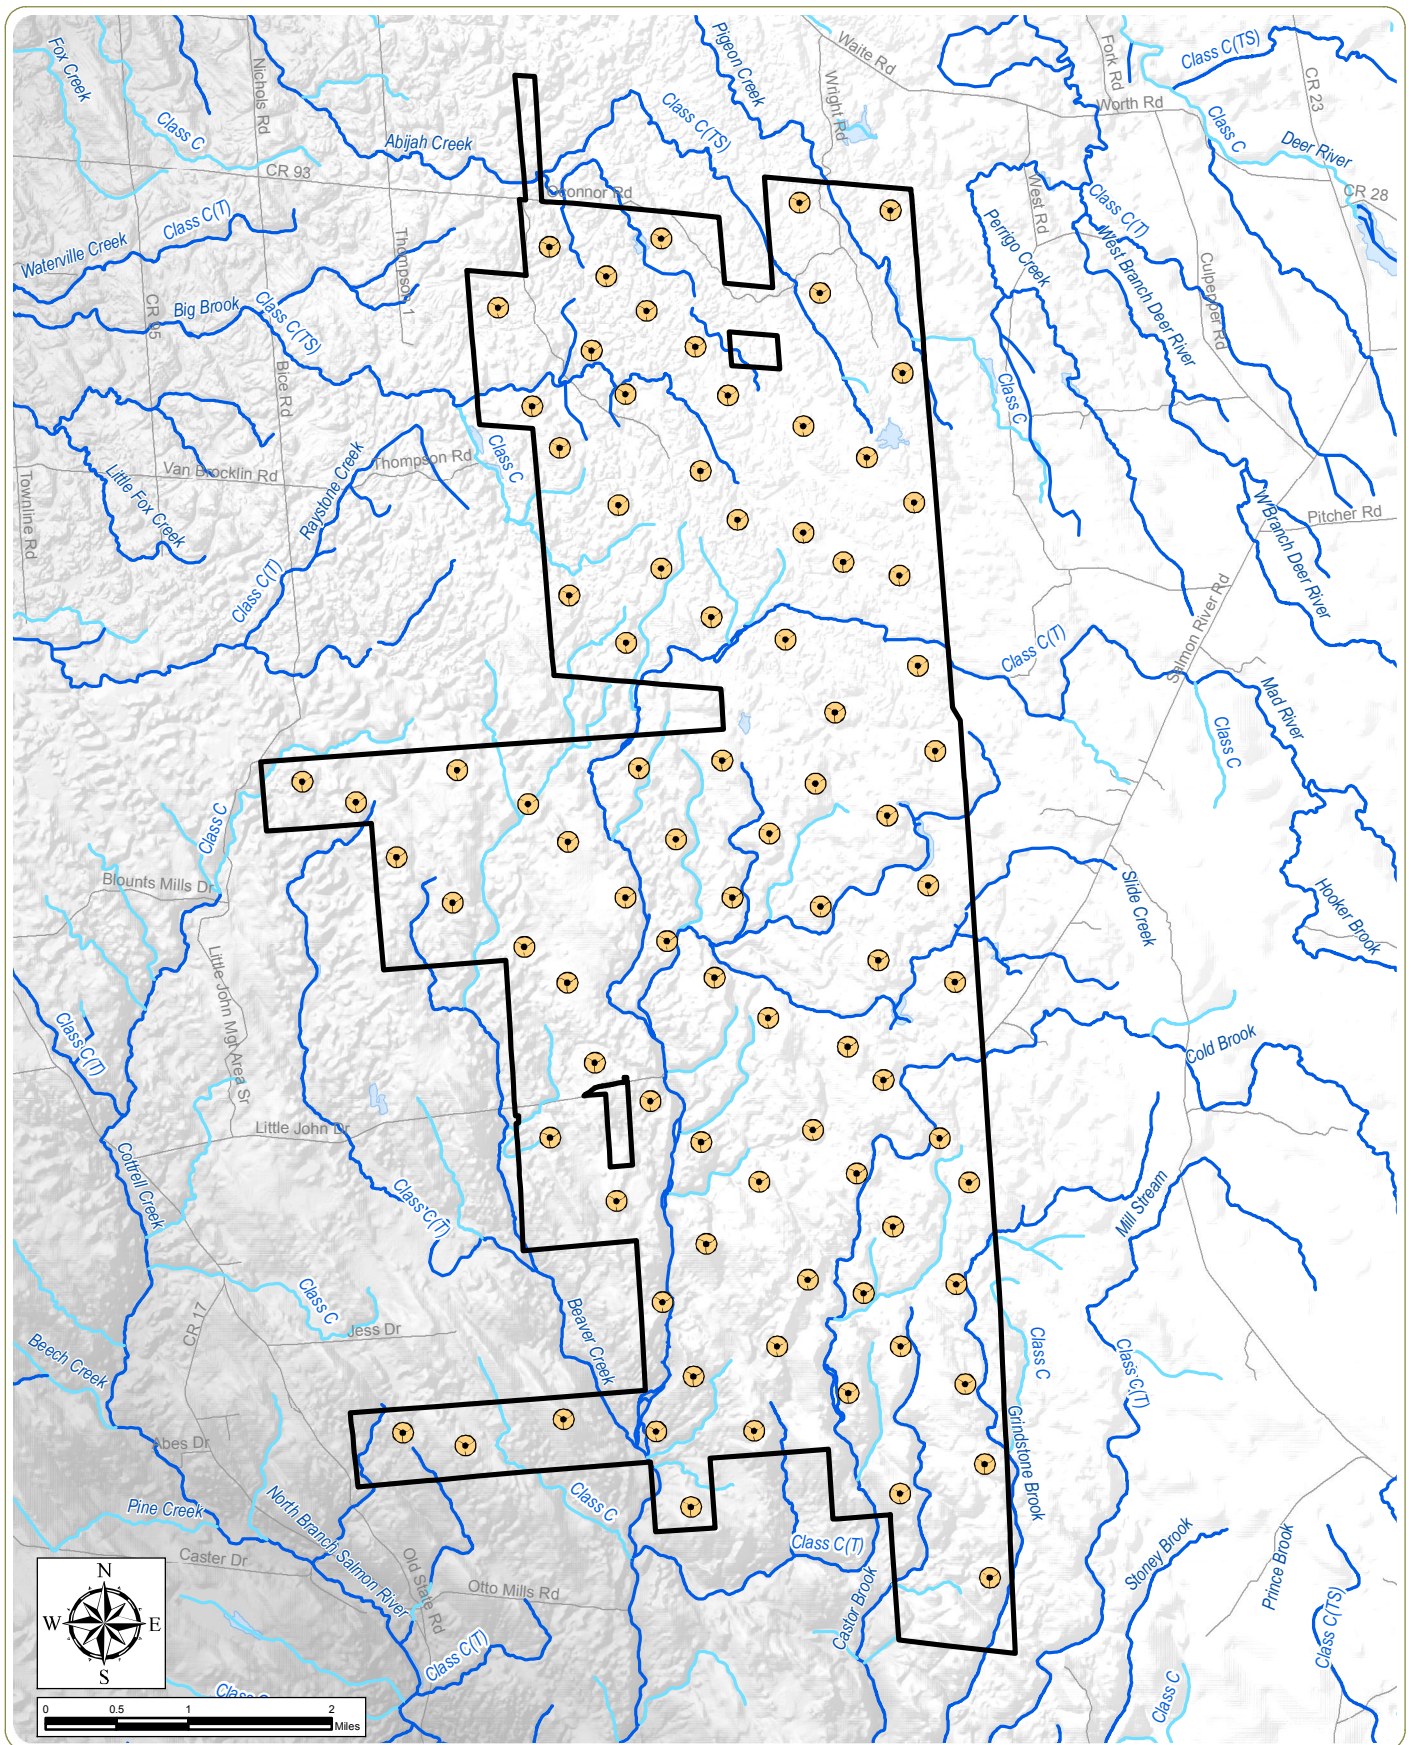 Fox Creek
Nichols Rd
Class C
Abijah Creek
Pigeon Creek
Class C(TS)
Waite Rd
Wright Rd
Fork Rd
Worth Rd
Class C(TS)
CR 23
Class C
Deer River
CR 28
CR 93
Oconnor Rd
Class C(T)
Waterville Creek
Thompson 1
West Rd
Class C(T)
Perrigo Creek
West Branch Deer River
Culpepper Rd
CR 95
Big Brook
Class C(TS)
Bice Rd
Class C
Class C
Townline Rd
Little Fox Creek
Van Brocklin Rd
Thompson Rd
Raystone Creek
Class C(T)
W Branch Deer River
Pitcher Rd
Salmon River Rd
Class C(T)
Mad River
Class C
Class C
Blounts Mills Dr
Slide Creek
Hooker Brook
Little John Mgt Area Sr
Class C(T)
Cold Brook
Little John Dr
Cottrell Creek
Class C(T)
Mill Stream
Class C
CR 17
Jess Dr
Beaver Creek
Beech Creek
Class C
Class C(T)
Grindstone Brook
Abes Dr
Pine Creek
North Branch Salmon River
Class C
Class C(T)
Caster Dr
Old State Rd
Otto Mills Rd
Castor Brook
Stoney Brook
Prince Brook
Class C(TS)
Class C(T)
Class C
N
W
E
S
0 0.5 1 2
Miles